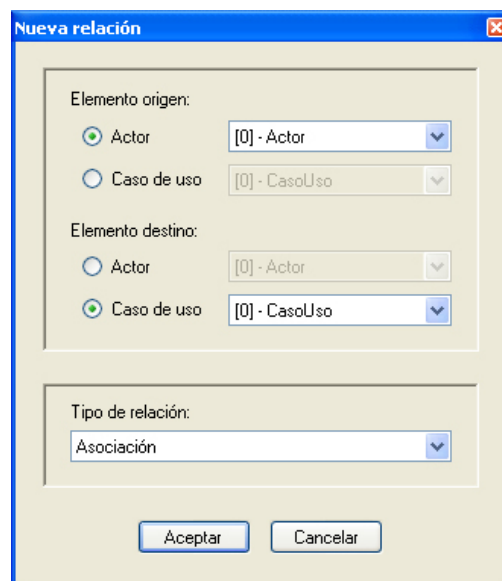 Nueva relación
Elemento origen:
Actor [0] - Actor
Caso de uso [0] - CasoUso
Elemento destino:
Actor [0] - Actor
Caso de uso [0] - CasoUso
Tipo de relación:
Asociación
Aceptar Cancelar